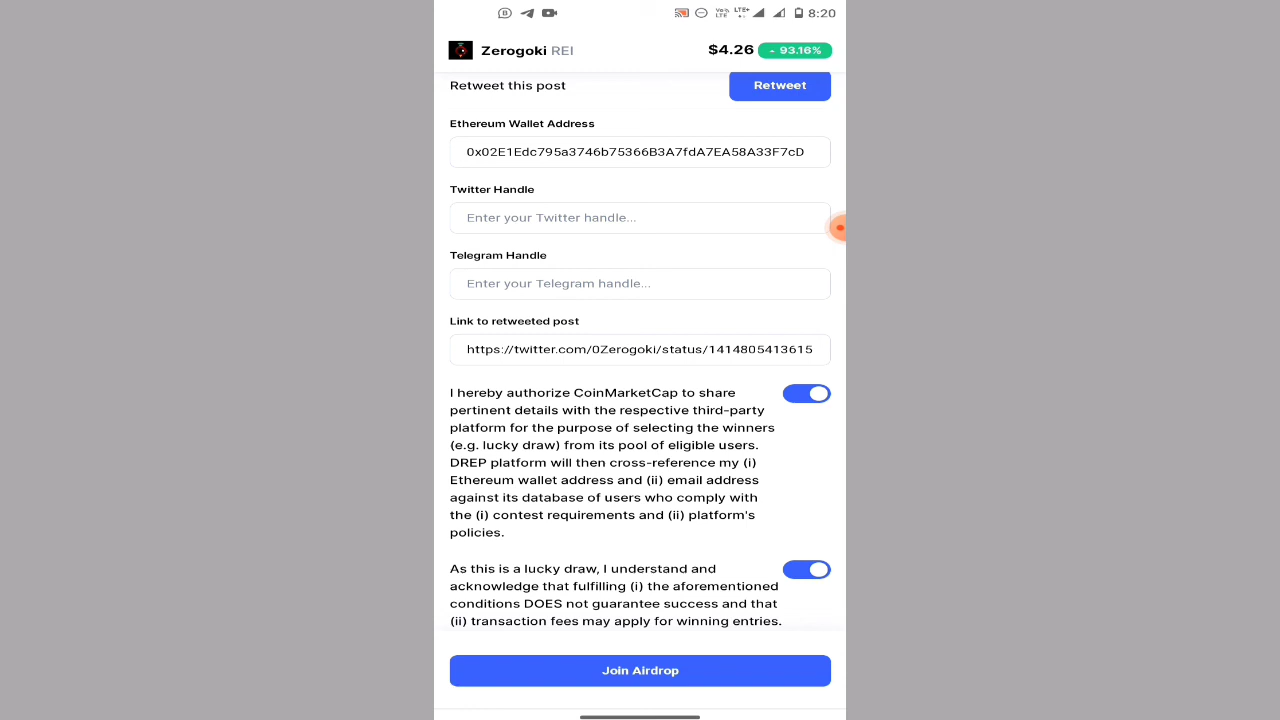 8:20
Zerogoki REI
$4.26 93.16%
Retweet this post
Retweet
Ethereum Wallet Address
0x02E1Edc795a3746b75366B3A7fdA7EA58A33F7cD
Twitter Handle
Enter your Twitter handle...
Telegram Handle
Enter your Telegram handle...
Link to retweeted post
https://twitter.com/0Zerogoki/status/1414805413615
I hereby authorize CoinMarketCap to share
pertinent details with the respective third-party
platform for the purpose of selecting the winners
(e.g. lucky draw) from its pool of eligible users.
DREP platform will then cross-reference my (i)
Ethereum wallet address and (ii) email address
against its database of users who comply with
the (i) contest requirements and (ii) platform's
policies.
As this is a lucky draw, I understand and
acknowledge that fulfilling (i) the aforementioned
conditions DOES not guarantee success and that
(ii) transaction fees may apply for winning entries.
Join Airdrop